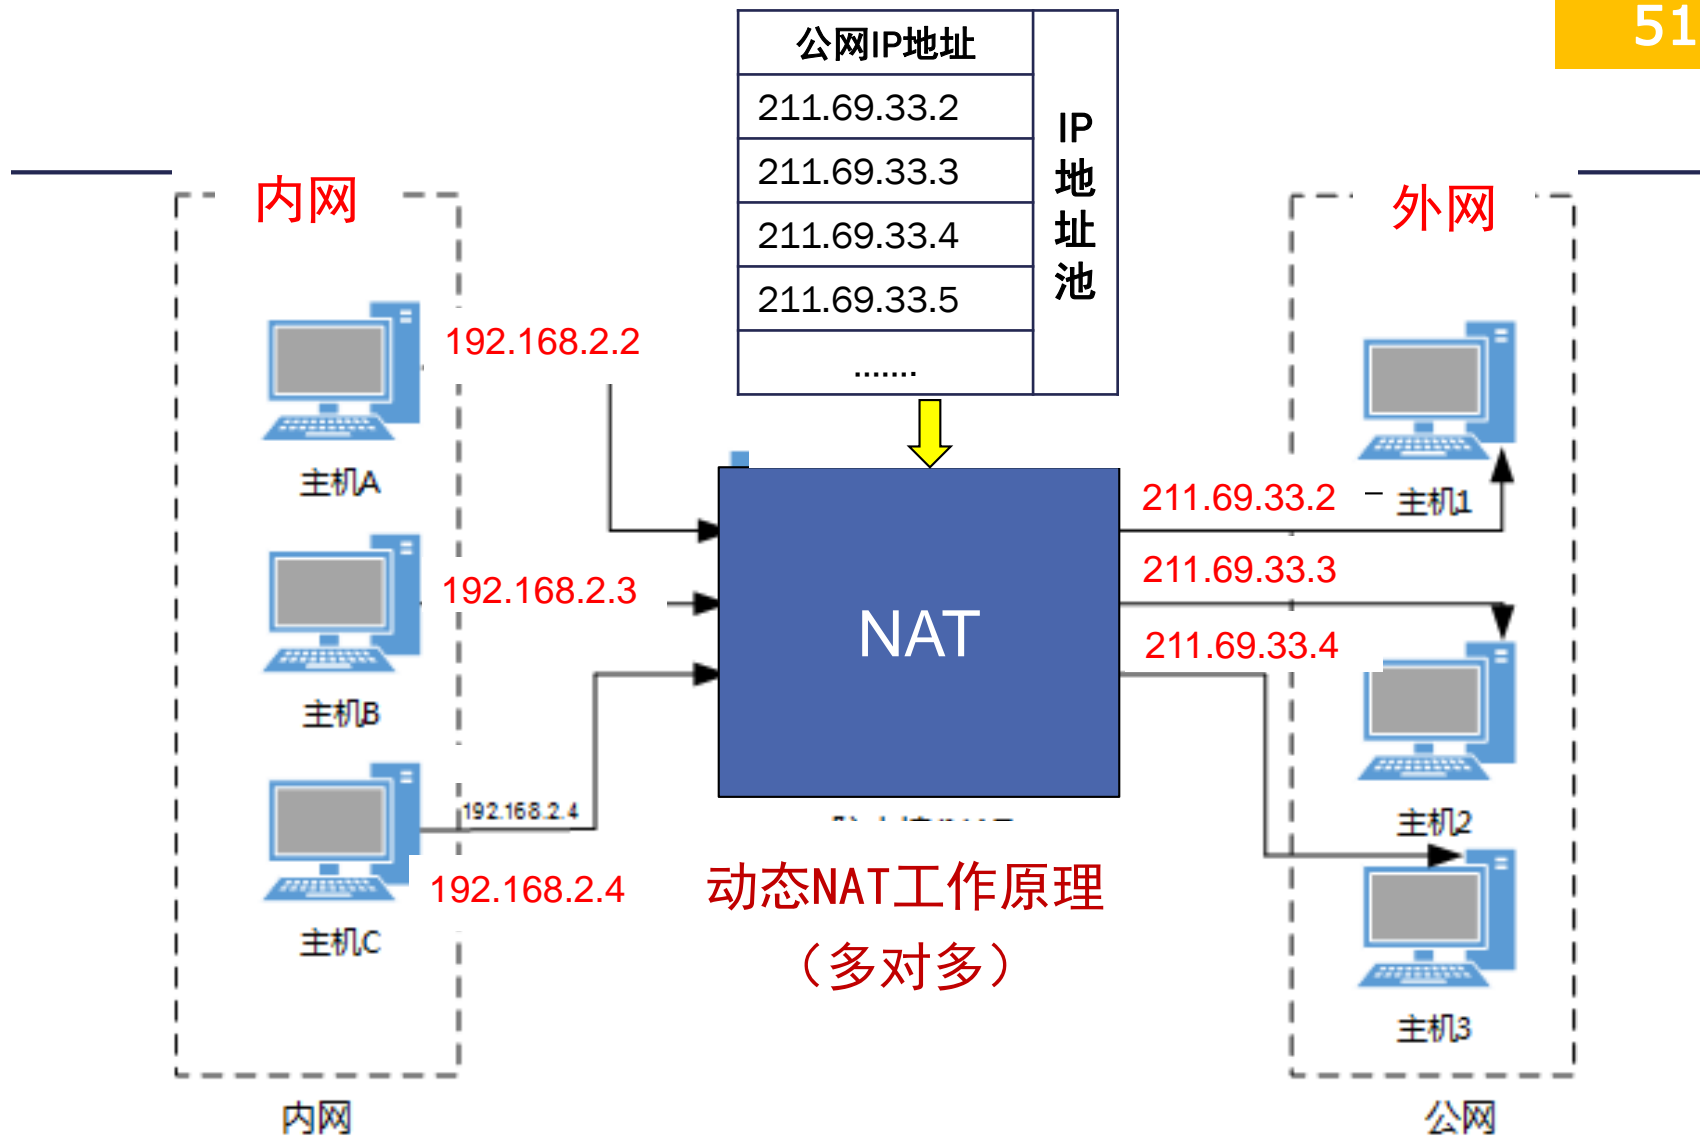 51
公网IP地址
211.69.33.2
211.69.33.3
211.69.33.4
211.69.33.5
.......
IP地址池
内网
外网
192.168.2.2
主机A
192.168.2.3
主机B
192.168.2.4
192.168.2.4
主机C
内网
NAT
动态NAT工作原理
（多对多）
211.69.33.2
主机1
211.69.33.3
211.69.33.4
主机2
主机3
公网